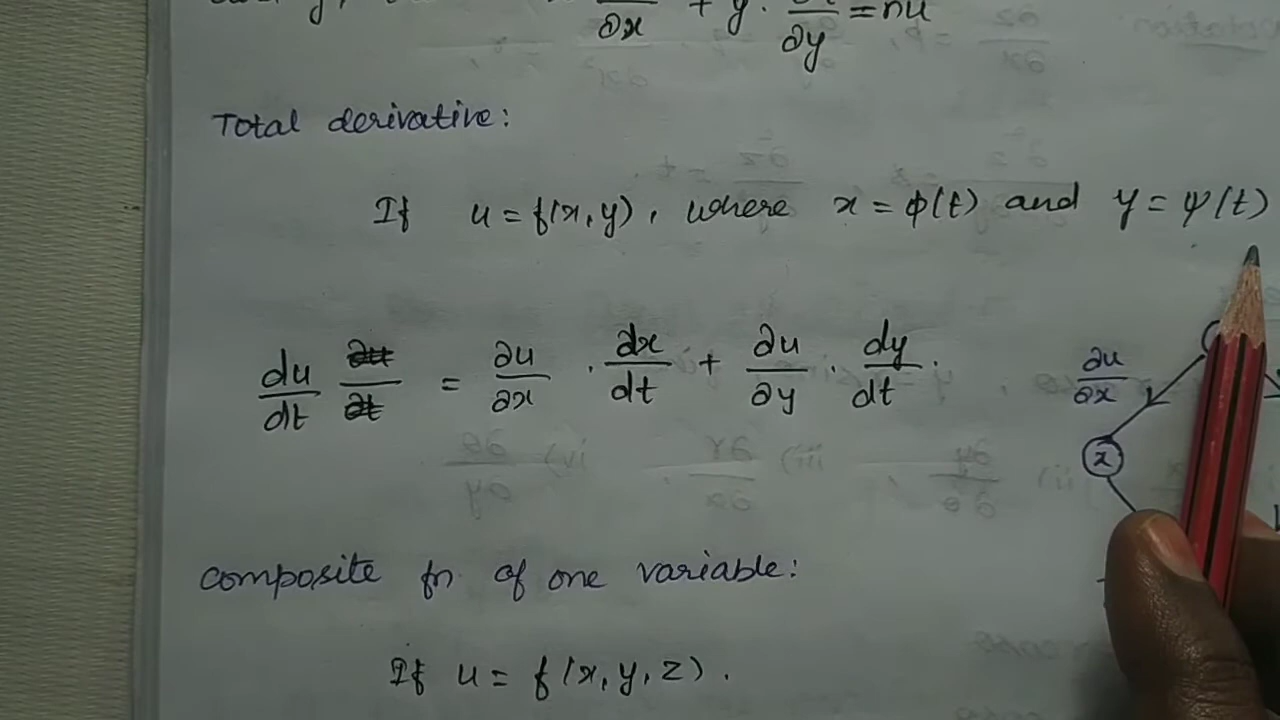 ∂x + y. ∂y = nu
Total derivative:
If u = f(x, y), where x = φ(t) and y = ψ(t)
du/dt = ∂u/∂x . dx/dt + ∂u/∂y . dy/dt .
∂u/∂x
x
composite fn of one variable:
If u = f(x, y, z).